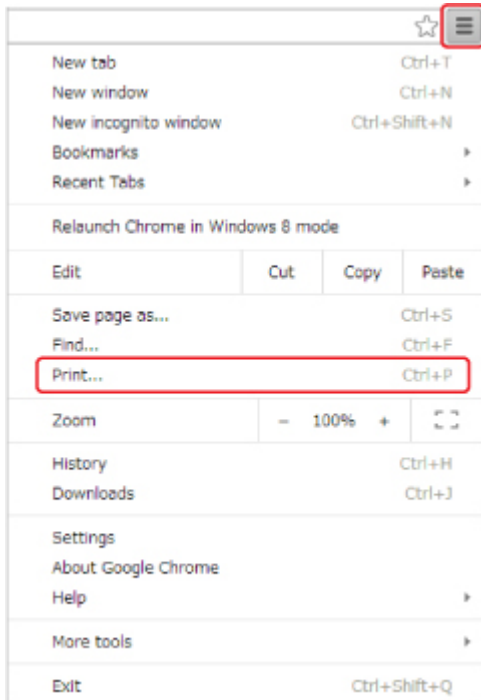 New tab Ctrl+T
New window Ctrl+N
New incognito window Ctrl+Shift+N
Bookmarks
Recent Tabs
Relaunch Chrome in Windows 8 mode
Edit Cut Copy Paste
Save page as... Ctrl+S
Find... Ctrl+F
Print... Ctrl+P
Zoom − 100% +
History Ctrl+H
Downloads Ctrl+J
Settings
About Google Chrome
Help
More tools
Exit Ctrl+Shift+Q